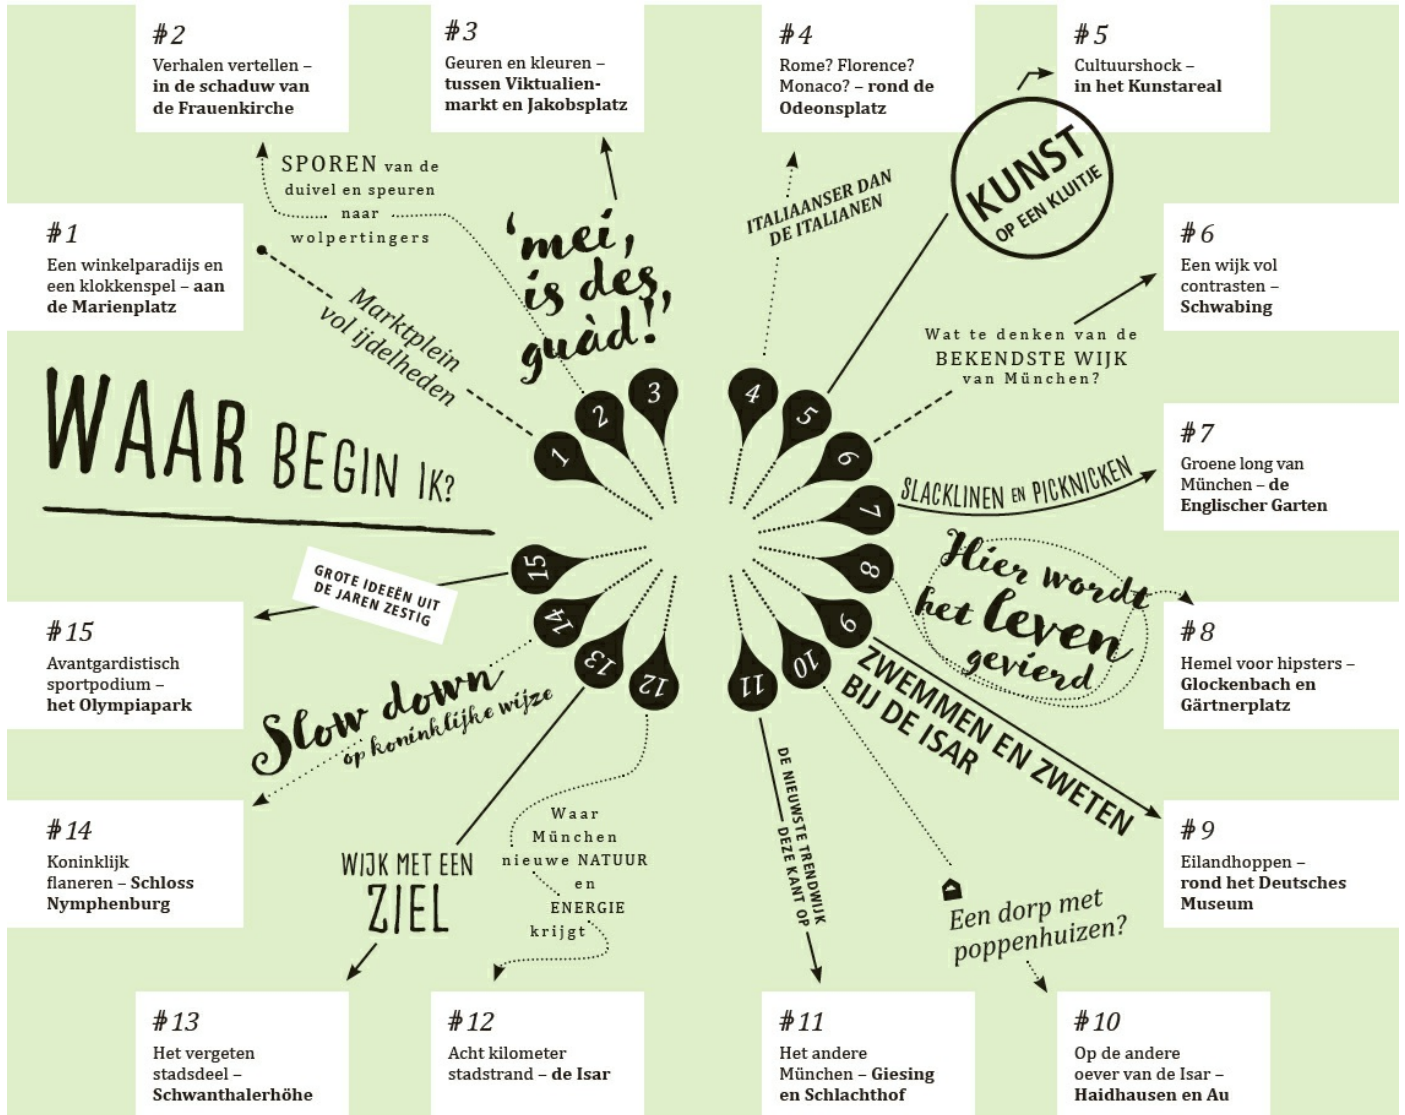 #2
Verhalen vertellen –
in de schaduw van
de Frauenkirche
#3
Geuren en kleuren –
tussen Viktualien-
markt en Jakobsplatz
#4
Rome? Florence?
Monaco? – rond de
Odeonsplatz
#5
Cultuurshock –
in het Kunstareal
SPOREN van de
duivel en speuren
naar
wolpertingers
'mei,
is des,
guàd!'
ITALIAANSER DAN
DE ITALIANEN
KUNST
OP EEN KLUITJE
#1
Een winkelparadijs en
een klokkenspel – aan
de Marienplatz
Marktplein
vol ijdelheden
#6
Een wijk vol
contrasten –
Schwabing
Wat te denken van de
BEKENDSTE WIJK
van München?
WAAR BEGIN IK?
1
2
3
4
5
6
7
8
9
10
11
12
13
14
15
SLACKLINEN EN PICKNICKEN
#7
Groene long van
München – de
Englischer Garten
Hier wordt
het leven
gevierd
#8
Hemel voor hipsters –
Glockenbach en
Gärtnerplatz
GROTE IDEEËN UIT
DE JAREN ZESTIG
#15
Avantgardistisch
sportpodium –
het Olympiapark
Slow down
op koninklijke wijze
ZWEMMEN EN ZWETEN
BIJ DE ISAR
#14
Koninklijk
flaneren – Schloss
Nymphenburg
WIJK MET EEN
ZIEL
Waar
München
nieuwe NATUUR
en
ENERGIE
krijgt
DE NIEUWSTE TRENDWIJK
DEZE KANT OP
Een dorp met
poppenhuizen?
#9
Eilandhoppen –
rond het Deutsches
Museum
#13
Het vergeten
stadsdeel –
Schwanthalerhöhe
#12
Acht kilometer
stadstrand – de Isar
#11
Het andere
München – Giesing
en Schlachthof
#10
Op de andere
oever van de Isar –
Haidhausen en Au